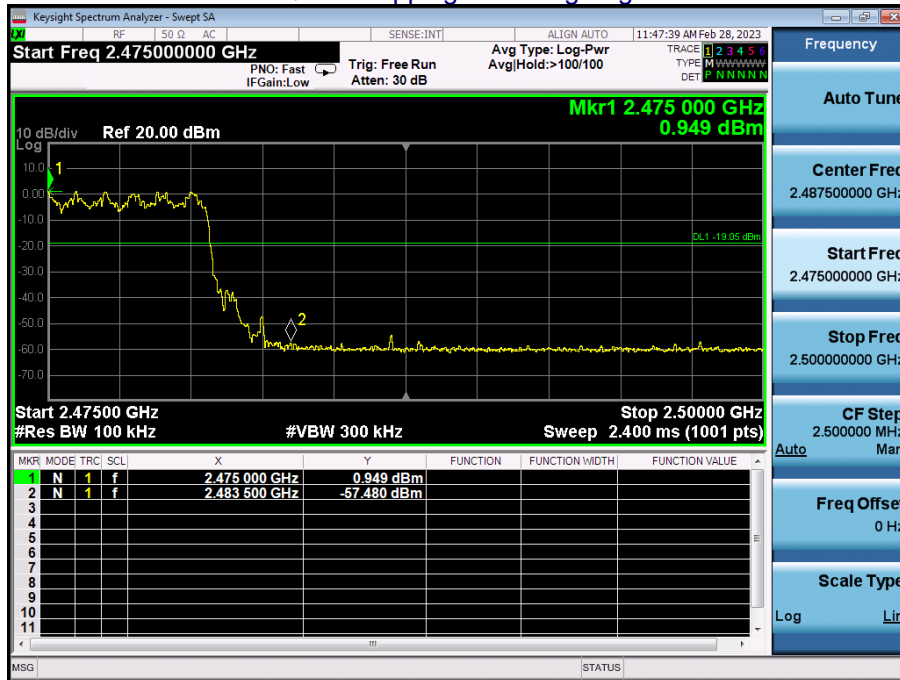 Keysight Spectrum Analyzer - Swept SA
LXI RF 50 Ω AC SENSE:INT ALIGN AUTO 11:47:39 AM Feb 28, 2023
Start Freq 2.475000000 GHz
PNO: Fast
IFGain:Low
Trig: Free Run
Atten: 30 dB
Avg Type: Log-Pwr
Avg|Hold:>100/100
TRACE 1 2 3 4 5 6
TYPE M WWWWW
DET P N N N N N
Mkr1 2.475 000 GHz
0.949 dBm
10 dB/div Ref 20.00 dBm
Log
10.0
0.00
-10.0
-20.0
-30.0
-40.0
-50.0
-60.0
-70.0
1
2
DL1 -19.05 dBm
Start 2.47500 GHz Stop 2.50000 GHz
#Res BW 100 kHz #VBW 300 kHz Sweep 2.400 ms (1001 pts)
MKR MODE TRC SCL X Y FUNCTION FUNCTION WIDTH FUNCTION VALUE
1 N 1 f 2.475 000 GHz 0.949 dBm
2 N 1 f 2.483 500 GHz -57.480 dBm
3
4
5
6
7
8
9
10
11
MSG STATUS
Frequency
Auto Tune
Center Freq
2.487500000 GHz
Start Freq
2.475000000 GHz
Stop Freq
2.500000000 GHz
CF Step
2.500000 MHz
Auto Man
Freq Offset
0 Hz
Scale Type
Log Lin